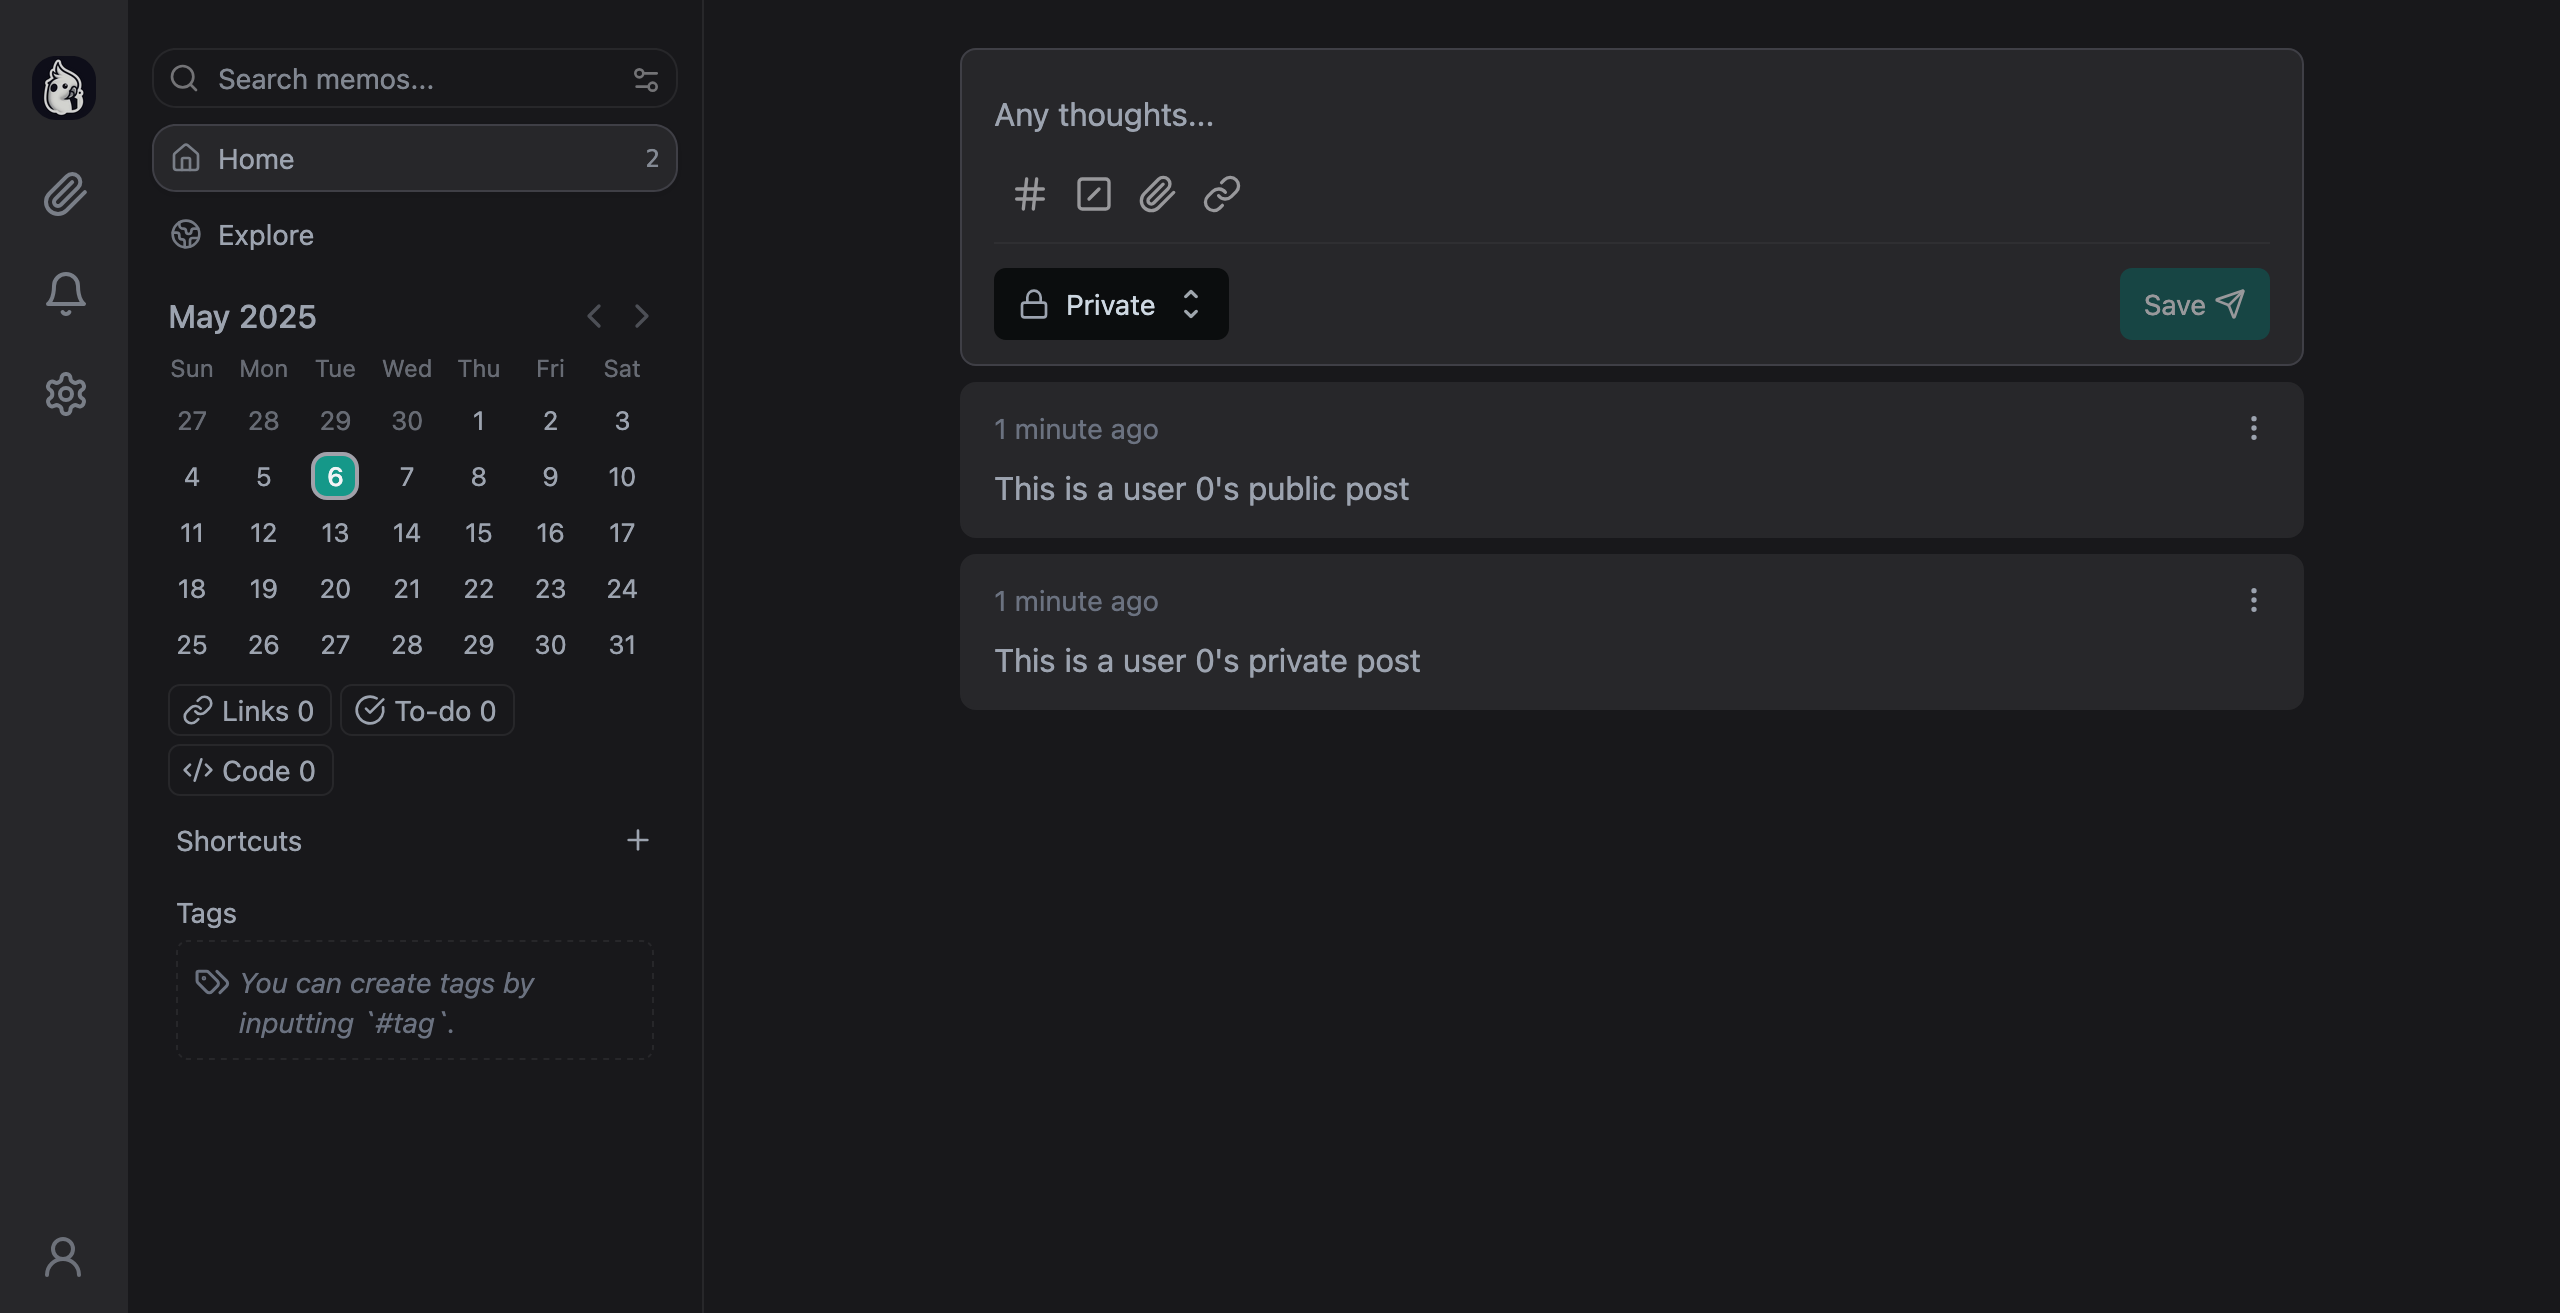 Search memos...
Home 2
Explore
May 2025
Sun Mon Tue Wed Thu Fri Sat
27 28 29 30 1 2 3
4 5 6 7 8 9 10
11 12 13 14 15 16 17
18 19 20 21 22 23 24
25 26 27 28 29 30 31
Links 0 To-do 0
Code 0
Shortcuts
Tags
You can create tags by
inputting `#tag`.
Any thoughts...
Private
Save
1 minute ago
This is a user 0's public post
1 minute ago
This is a user 0's private post